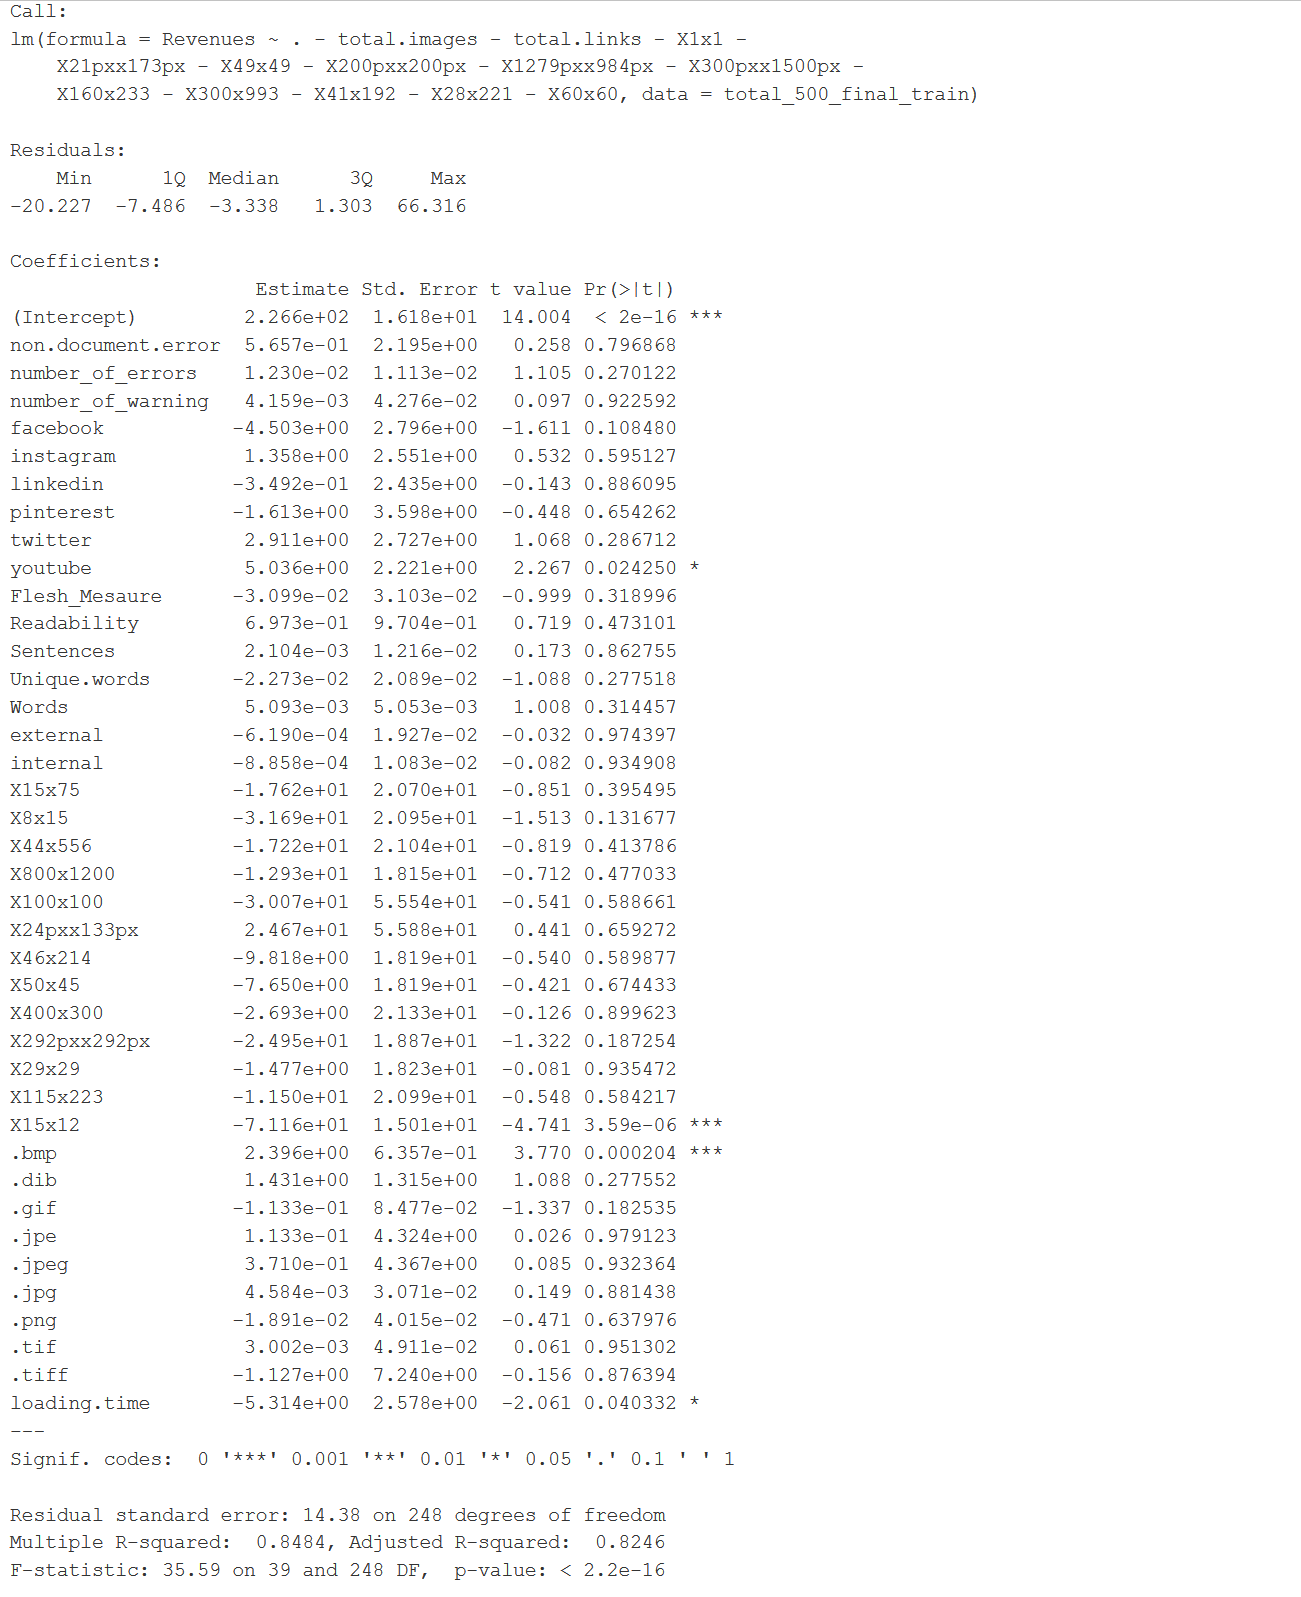 Call:
lm(formula = Revenues ~ . - total.images - total.links - X1x1 -
    X21pxx173px - X49x49 - X200pxx200px - X1279pxx984px - X300pxx1500px -
    X160x233 - X300x993 - X41x192 - X28x221 - X60x60, data = total_500_final_train)

Residuals:
    Min      1Q  Median      3Q     Max
-20.227  -7.486  -3.338   1.303  66.316

Coefficients:
                     Estimate Std. Error t value Pr(>|t|)
(Intercept)         2.266e+02  1.618e+01  14.004  < 2e-16 ***
non.document.error  5.657e-01  2.195e+00   0.258 0.796868
number_of_errors    1.230e-02  1.113e-02   1.105 0.270122
number_of_warning   4.159e-03  4.276e-02   0.097 0.922592
facebook           -4.503e+00  2.796e+00  -1.611 0.108480
instagram           1.358e+00  2.551e+00   0.532 0.595127
linkedin           -3.492e-01  2.435e+00  -0.143 0.886095
pinterest          -1.613e+00  3.598e+00  -0.448 0.654262
twitter             2.911e+00  2.727e+00   1.068 0.286712
youtube             5.036e+00  2.221e+00   2.267 0.024250 *
Flesh_Mesaure      -3.099e-02  3.103e-02  -0.999 0.318996
Readability         6.973e-01  9.704e-01   0.719 0.473101
Sentences           2.104e-03  1.216e-02   0.173 0.862755
Unique.words       -2.273e-02  2.089e-02  -1.088 0.277518
Words               5.093e-03  5.053e-03   1.008 0.314457
external           -6.190e-04  1.927e-02  -0.032 0.974397
internal           -8.858e-04  1.083e-02  -0.082 0.934908
X15x75             -1.762e+01  2.070e+01  -0.851 0.395495
X8x15              -3.169e+01  2.095e+01  -1.513 0.131677
X44x556            -1.722e+01  2.104e+01  -0.819 0.413786
X800x1200          -1.293e+01  1.815e+01  -0.712 0.477033
X100x100           -3.007e+01  5.554e+01  -0.541 0.588661
X24pxx133px         2.467e+01  5.588e+01   0.441 0.659272
X46x214            -9.818e+00  1.819e+01  -0.540 0.589877
X50x45             -7.650e+00  1.819e+01  -0.421 0.674433
X400x300           -2.693e+00  2.133e+01  -0.126 0.899623
X292pxx292px       -2.495e+01  1.887e+01  -1.322 0.187254
X29x29             -1.477e+00  1.823e+01  -0.081 0.935472
X115x223           -1.150e+01  2.099e+01  -0.548 0.584217
X15x12             -7.116e+01  1.501e+01  -4.741 3.59e-06 ***
.bmp                2.396e+00  6.357e-01   3.770 0.000204 ***
.dib                1.431e+00  1.315e+00   1.088 0.277552
.gif               -1.133e-01  8.477e-02  -1.337 0.182535
.jpe                1.133e-01  4.324e+00   0.026 0.979123
.jpeg               3.710e-01  4.367e+00   0.085 0.932364
.jpg                4.584e-03  3.071e-02   0.149 0.881438
.png               -1.891e-02  4.015e-02  -0.471 0.637976
.tif                3.002e-03  4.911e-02   0.061 0.951302
.tiff              -1.127e+00  7.240e+00  -0.156 0.876394
loading.time       -5.314e+00  2.578e+00  -2.061 0.040332 *
---
Signif. codes:  0 '***' 0.001 '**' 0.01 '*' 0.05 '.' 0.1 ' ' 1

Residual standard error: 14.38 on 248 degrees of freedom
Multiple R-squared:  0.8484, Adjusted R-squared:  0.8246
F-statistic: 35.59 on 39 and 248 DF,  p-value: < 2.2e-16